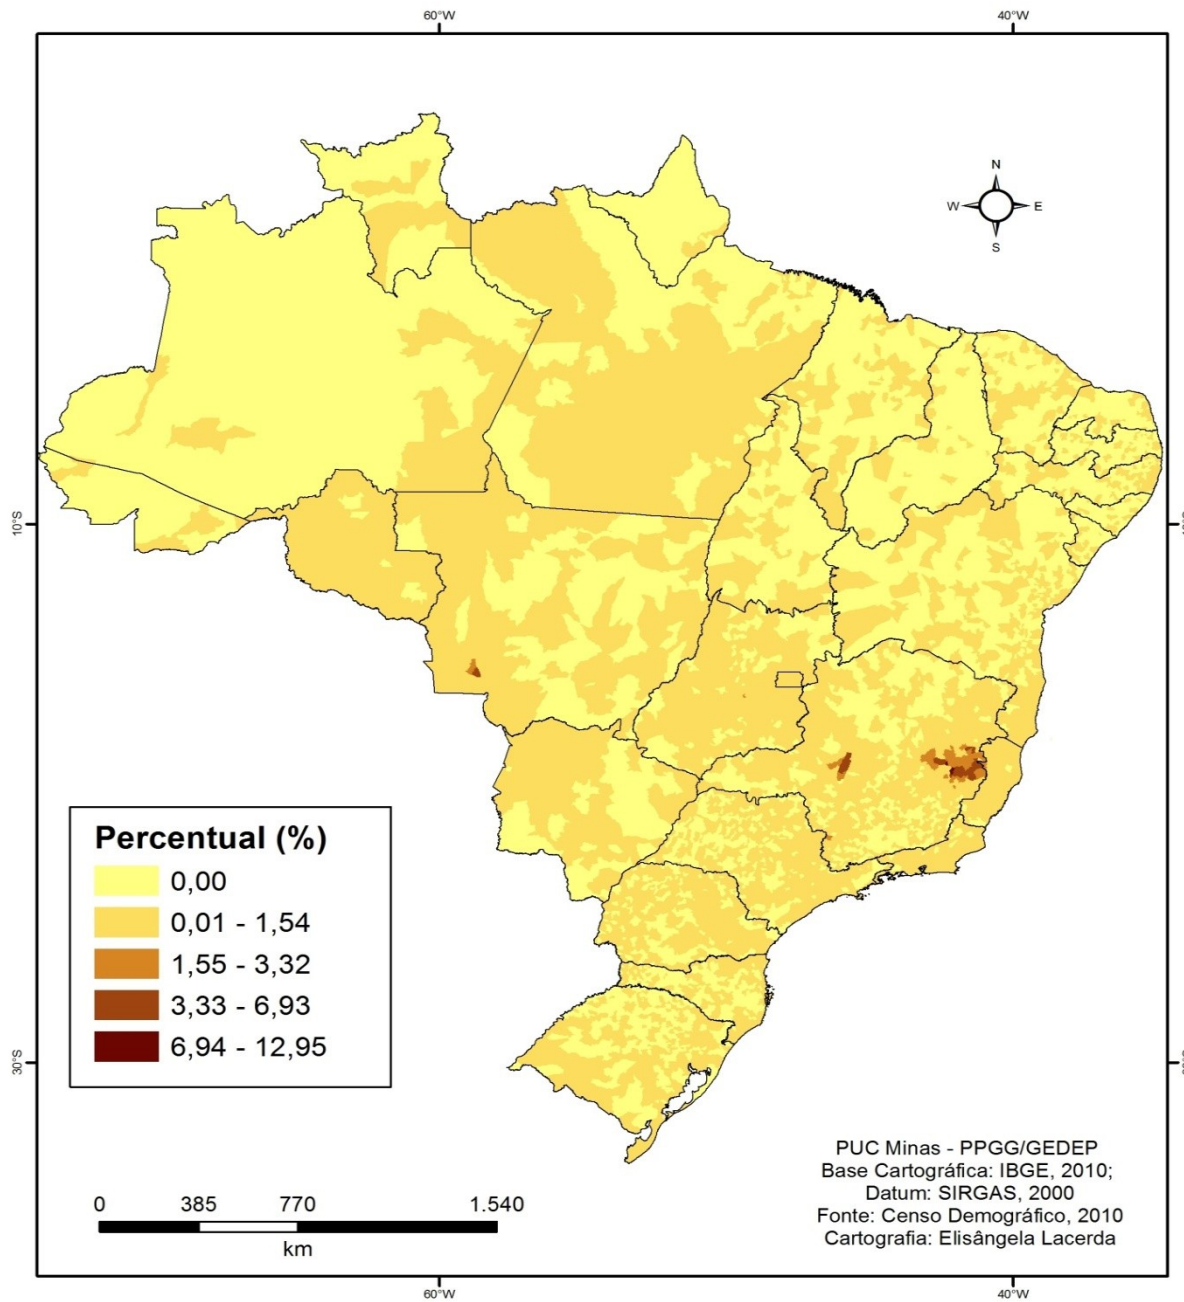 60°W
40°W
N
W
E
S
10°S
Percentual (%)
0,00
0,01 - 1,54
1,55 - 3,32
3,33 - 6,93
6,94 - 12,95
30°S
0 385 770 1.540
km
PUC Minas - PPGG/GEDEP
Base Cartográfica: IBGE, 2010;
Datum: SIRGAS, 2000
Fonte: Censo Demográfico, 2010
Cartografia: Elisângela Lacerda
60°W
40°W